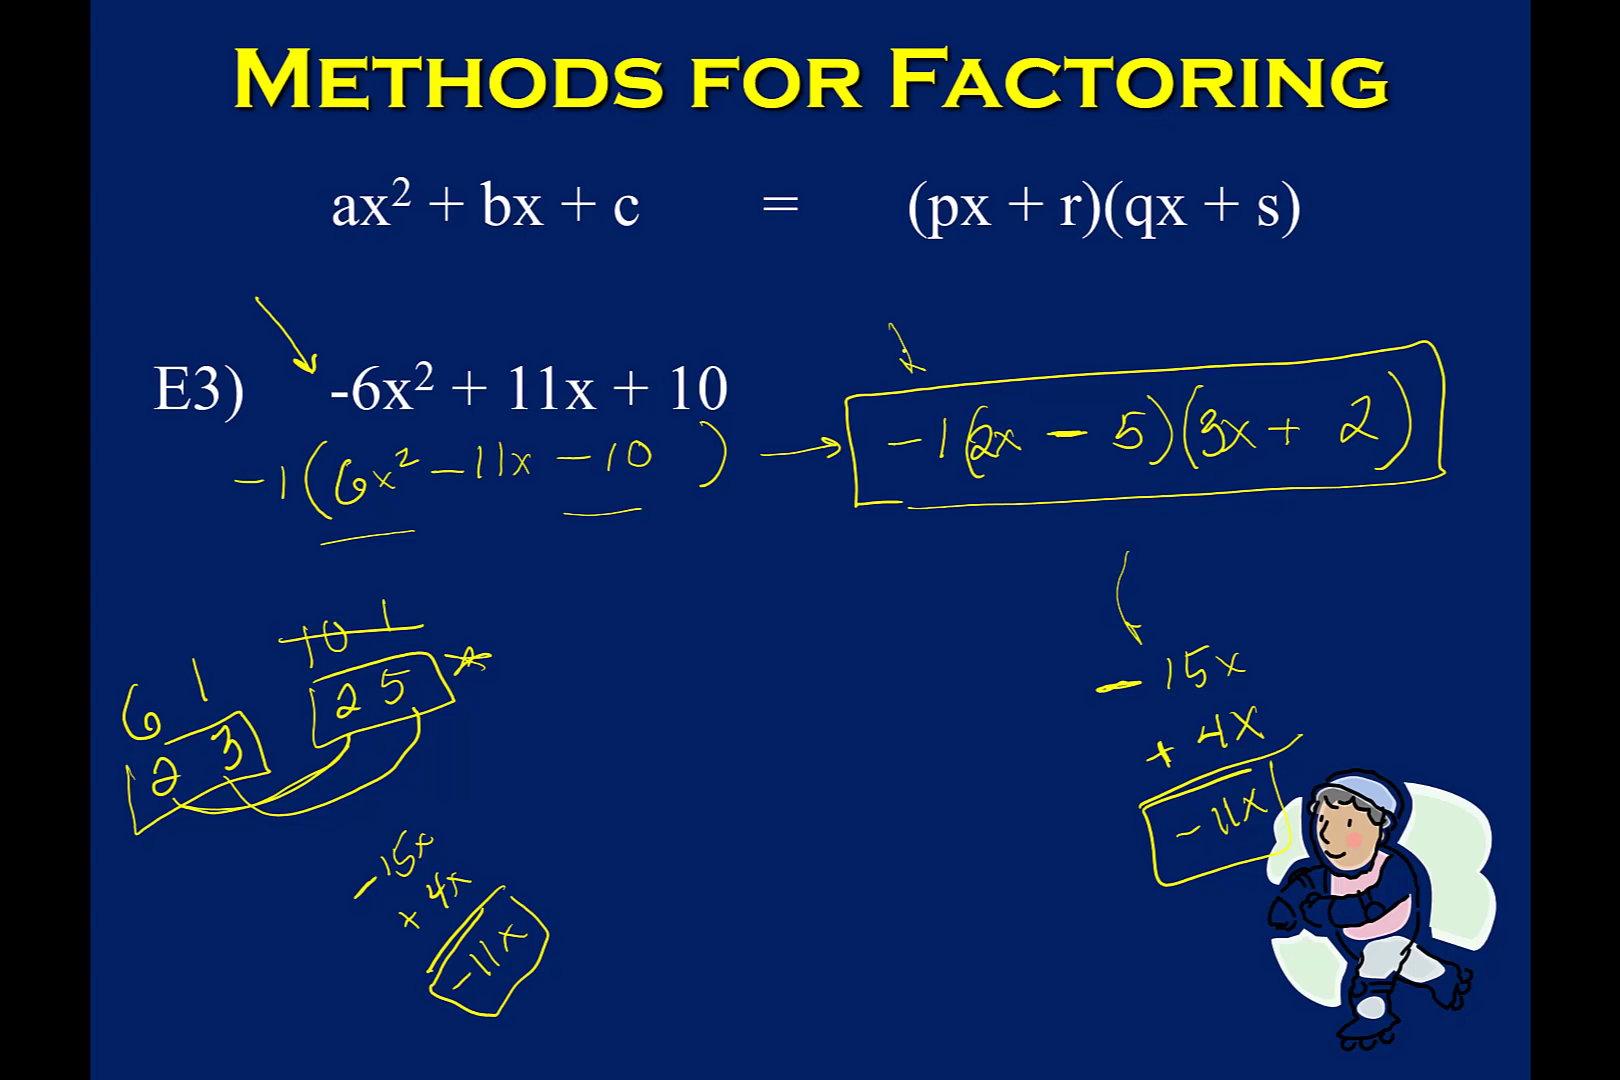 METHODS FOR FACTORING
ax² + bx + c = (px + r)(qx + s)
E3) -6x² + 11x + 10
-1(6x² -11x -10)
-1(2x - 5)(3x + 2)
10 1
2 5
6 1
2 3
-15x
+ 4x
-11x
- 15x
+ 4x
-11x